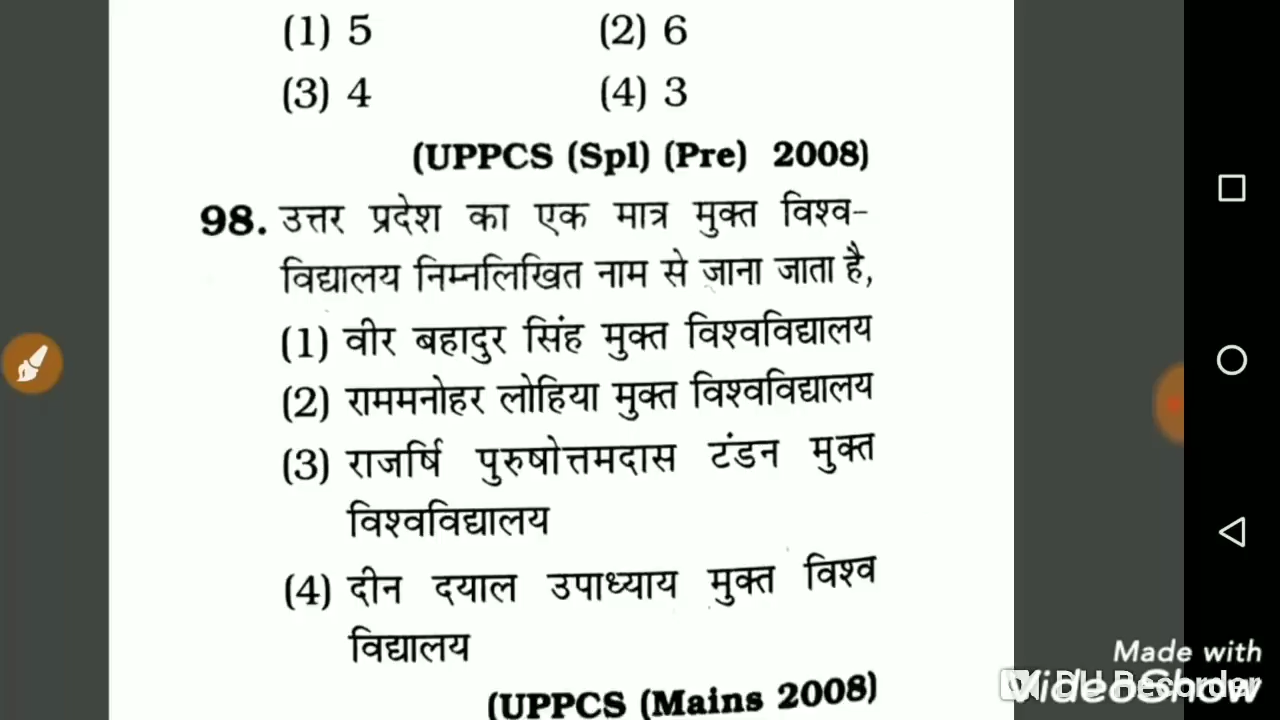 (1) 5 (2) 6
(3) 4 (4) 3
(UPPCS (Spl) (Pre) 2008)
98. उत्तर प्रदेश का एक मात्र मुक्त विश्व-
विद्यालय निम्नलिखित नाम से जाना जाता है,
(1) वीर बहादुर सिंह मुक्त विश्वविद्यालय
(2) राममनोहर लोहिया मुक्त विश्वविद्यालय
(3) राजर्षि पुरुषोत्तमदास टंडन मुक्त
विश्वविद्यालय
(4) दीन दयाल उपाध्याय मुक्त विश्व
विद्यालय
(UPPCS (Mains 2008)
Made with
VideoShow